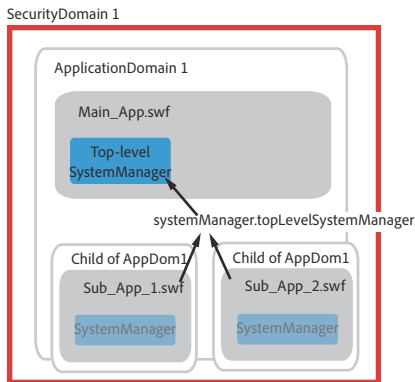 SecurityDomain 1
ApplicationDomain 1
Main_App.swf
Top-level
SystemManager
systemManager.topLevelSystemManager
Child of AppDom1
Sub_App_1.swf
SystemManager
Child of AppDom1
Sub_App_2.swf
SystemManager